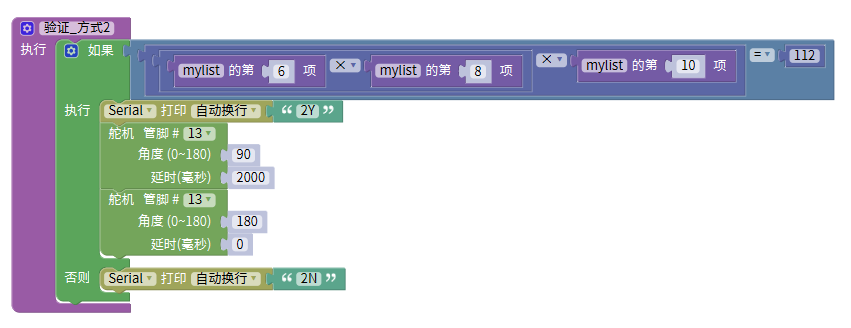 验证_方式2
执行 如果 mylist 的第 6 项 × mylist 的第 8 项 × mylist 的第 10 项 = 112
执行 Serial 打印 自动换行 “ 2Y ”
舵机 管脚 # 13
角度 (0~180) 90
延时(毫秒) 2000
舵机 管脚 # 13
角度 (0~180) 180
延时(毫秒) 0
否则 Serial 打印 自动换行 “ 2N ”